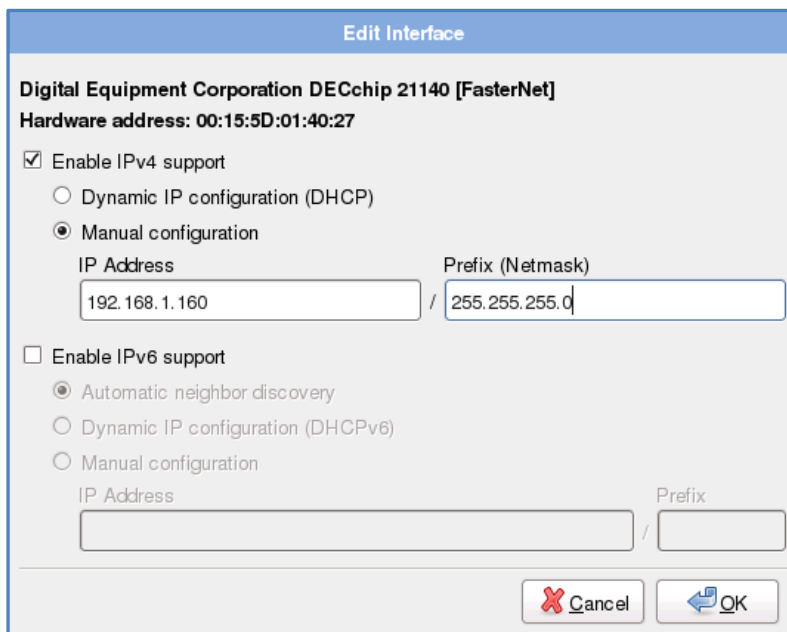 Edit Interface
Digital Equipment Corporation DECchip 21140 [FasterNet]
Hardware address: 00:15:5D:01:40:27
Enable IPv4 support
Dynamic IP configuration (DHCP)
Manual configuration
IP Address Prefix (Netmask)
192.168.1.160 / 255.255.255.0
Enable IPv6 support
Automatic neighbor discovery
Dynamic IP configuration (DHCPv6)
Manual configuration
IP Address Prefix
/
Cancel OK